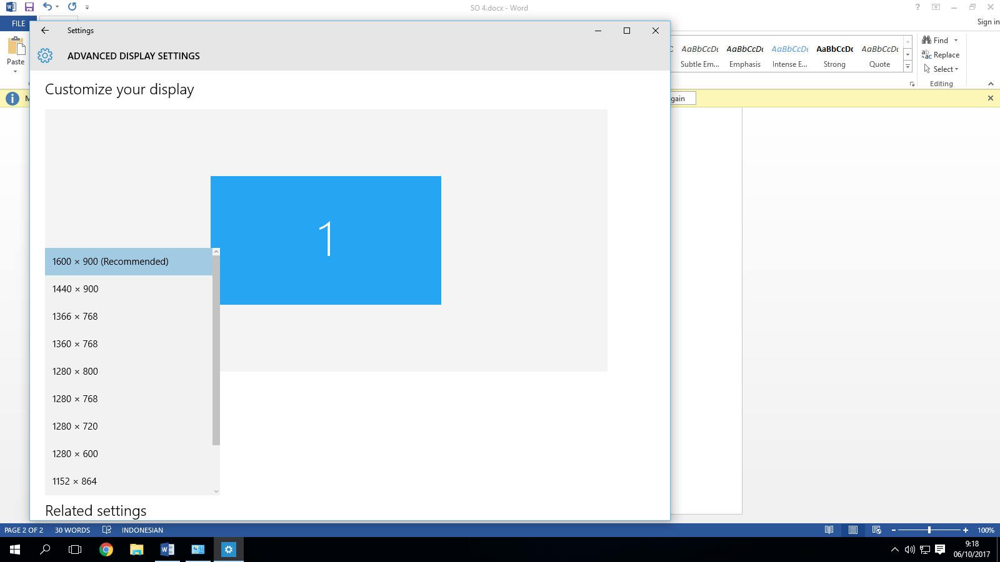 SO 4.docx - Word
FILE
Sign in
Settings
ADVANCED DISPLAY SETTINGS
Paste
AaBbCcDc AaBbCcDc AaBbCcDc AaBbCcDc AaBbCcDc
Subtle Em... Emphasis Intense E... Strong Quote
Find
Replace
Select
Editing
gain
Customize your display
1
1600 × 900 (Recommended)
1440 × 900
1366 × 768
1360 × 768
1280 × 800
1280 × 768
1280 × 720
1280 × 600
1152 × 864
Related settings
PAGE 2 OF 2 30 WORDS INDONESIAN 100%
9:18
06/10/2017